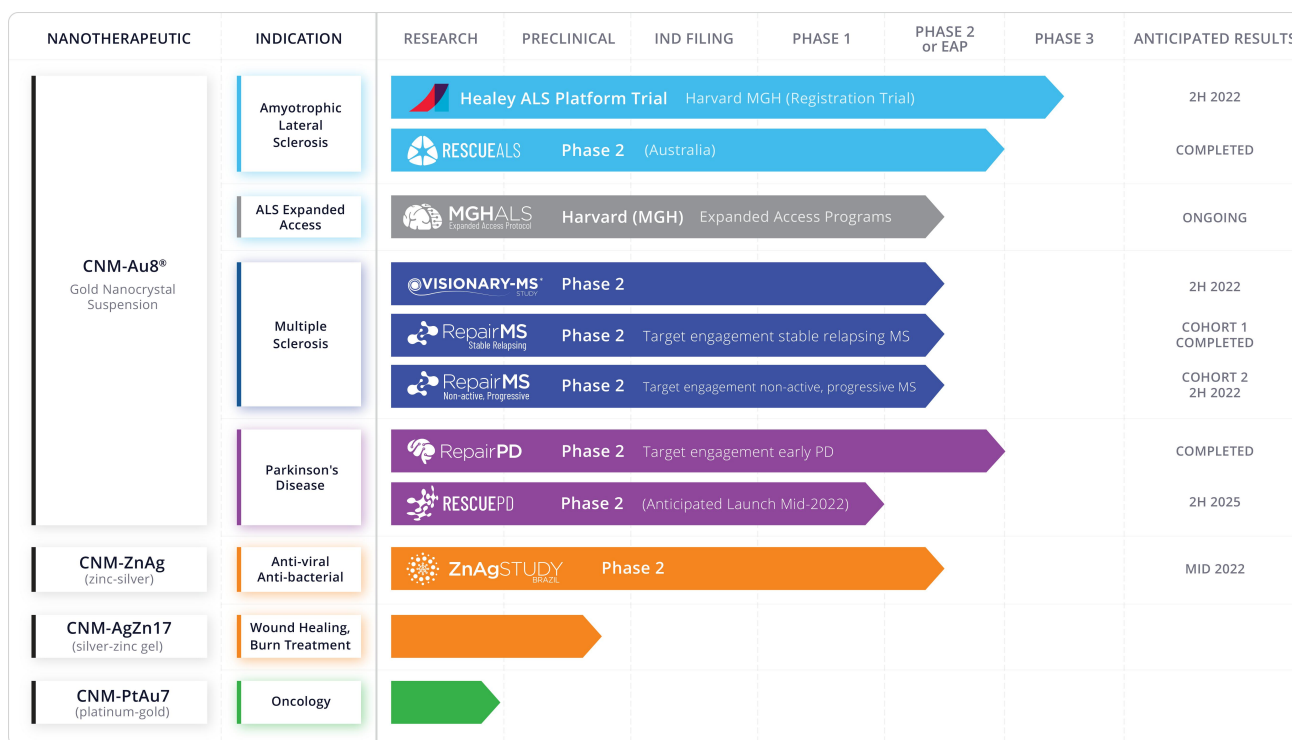 NANOTHERAPEUTIC
INDICATION
RESEARCH
PRECLINICAL
IND FILING
PHASE 1
PHASE 2
or EAP
PHASE 3
ANTICIPATED RESULTS
CNM-Au8®
Gold Nanocrystal
Suspension
Amyotrophic
Lateral
Sclerosis
Healey ALS Platform Trial Harvard MGH (Registration Trial)
2H 2022
RESCUEALS Phase 2 (Australia)
COMPLETED
ALS Expanded
Access
MGHALS
Expanded Access Protocol
Harvard (MGH) Expanded Access Programs
ONGOING
Multiple
Sclerosis
VISIONARY-MS®
STUDY
Phase 2
2H 2022
RepairMS
Stable Relapsing
Phase 2 Target engagement stable relapsing MS
COHORT 1
COMPLETED
RepairMS
Non-active, Progressive
Phase 2 Target engagement non-active, progressive MS
COHORT 2
2H 2022
Parkinson's
Disease
RepairPD Phase 2 Target engagement early PD
COMPLETED
RESCUEPD Phase 2 (Anticipated Launch Mid-2022)
2H 2025
CNM-ZnAg
(zinc-silver)
Anti-viral
Anti-bacterial
ZnAgSTUDY
BRAZIL
Phase 2
MID 2022
CNM-AgZn17
(silver-zinc gel)
Wound Healing,
Burn Treatment
CNM-PtAu7
(platinum-gold)
Oncology